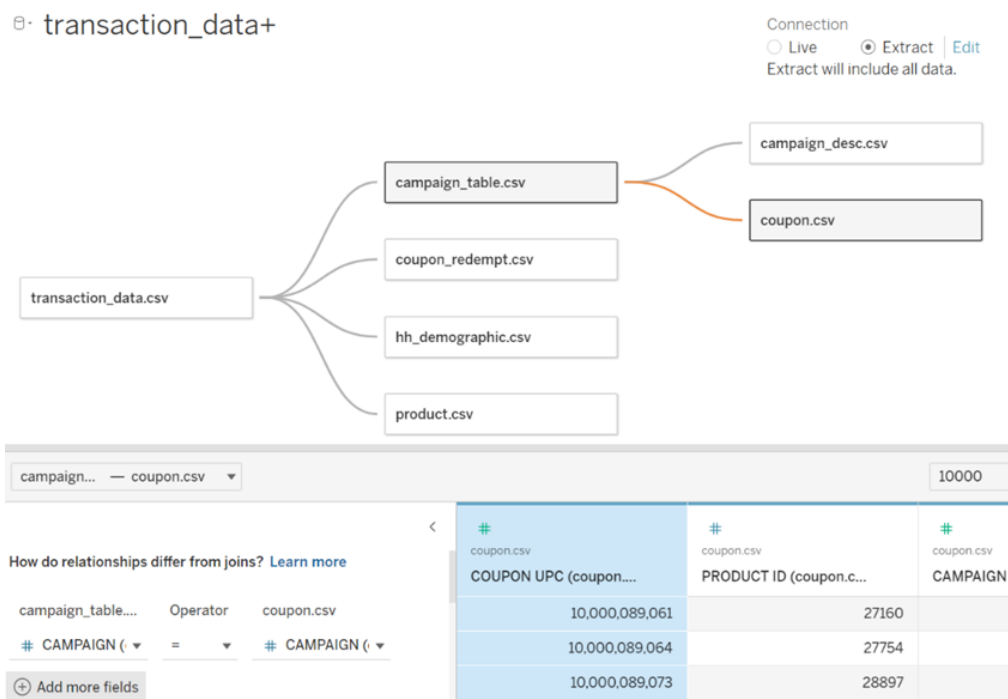 transaction_data+
Connection
Live Extract Edit
Extract will include all data.
campaign_desc.csv
campaign_table.csv
coupon.csv
coupon_redempt.csv
transaction_data.csv
hh_demographic.csv
product.csv
campaign... — coupon.csv
10000
How do relationships differ from joins? Learn more
campaign_table.... Operator coupon.csv
# CAMPAIGN ( = # CAMPAIGN (
Add more fields
# # #
coupon.csv coupon.csv coupon.csv
COUPON UPC (coupon.... PRODUCT ID (coupon.c... CAMPAIGN
10,000,089,061 27160
10,000,089,064 27754
10,000,089,073 28897